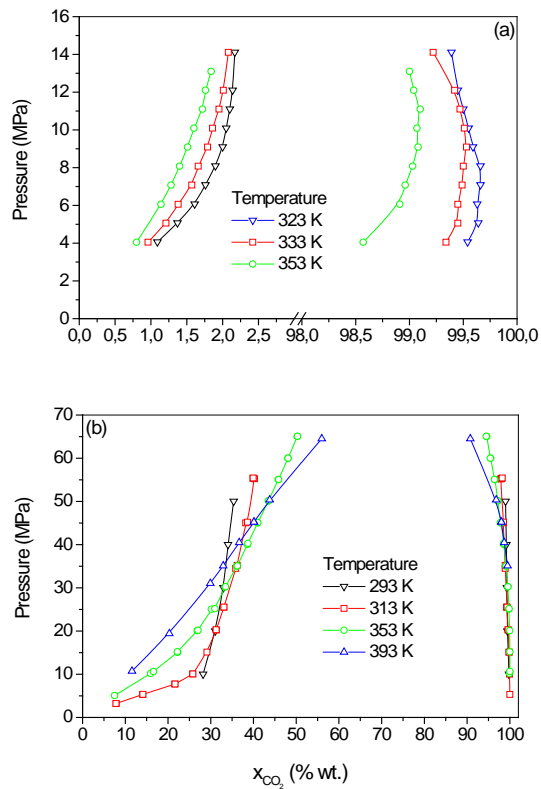 16
14
12
10
8
6
4
2
0
Pressure (MPa)
(a)
Temperature
323 K
333 K
353 K
0,0 0,5 1,0 1,5 2,0 98,0 98,5 99,0 99,5 100,0
70
60
50
40
30
20
10
0
Pressure (MPa)
(b)
Temperature
293 K
313 K
353 K
393 K
0 10 20 30 40 50 60 70 80 90 100
xCO2 (% wt.)